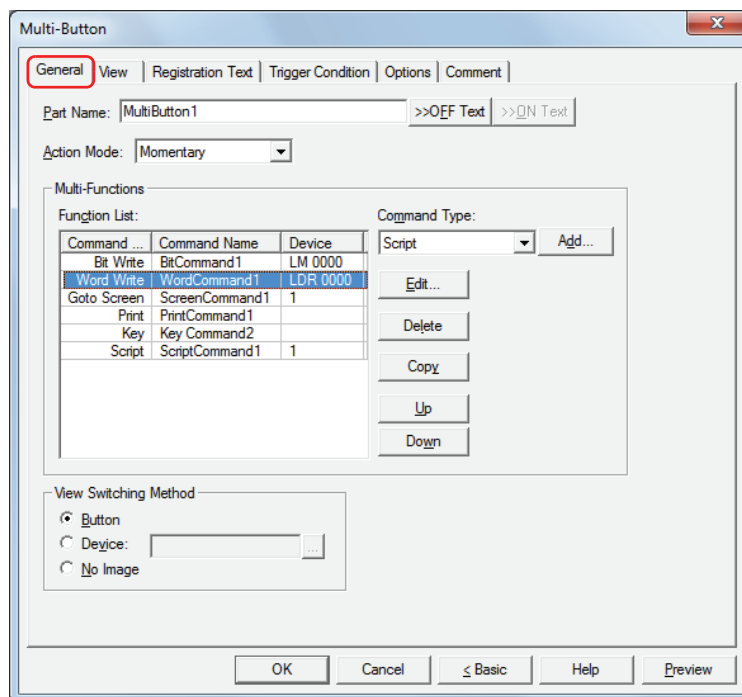 Multi-Button
General View Registration Text Trigger Condition Options Comment
Part Name: MultiButton1 >>OFF Text >>ON Text
Action Mode: Momentary
Multi-Functions
Function List: Command Type:
Command ... Command Name Device Script Add...
Bit Write BitCommand1 LM 0000
Word Write WordCommand1 LDR 0000 Edit...
Goto Screen ScreenCommand1 1
Print PrintCommand1
Key Key Command2 Delete
Script ScriptCommand1 1
Copy
Up
Down
View Switching Method
Button
Device: ...
No Image
OK Cancel < Basic Help Preview